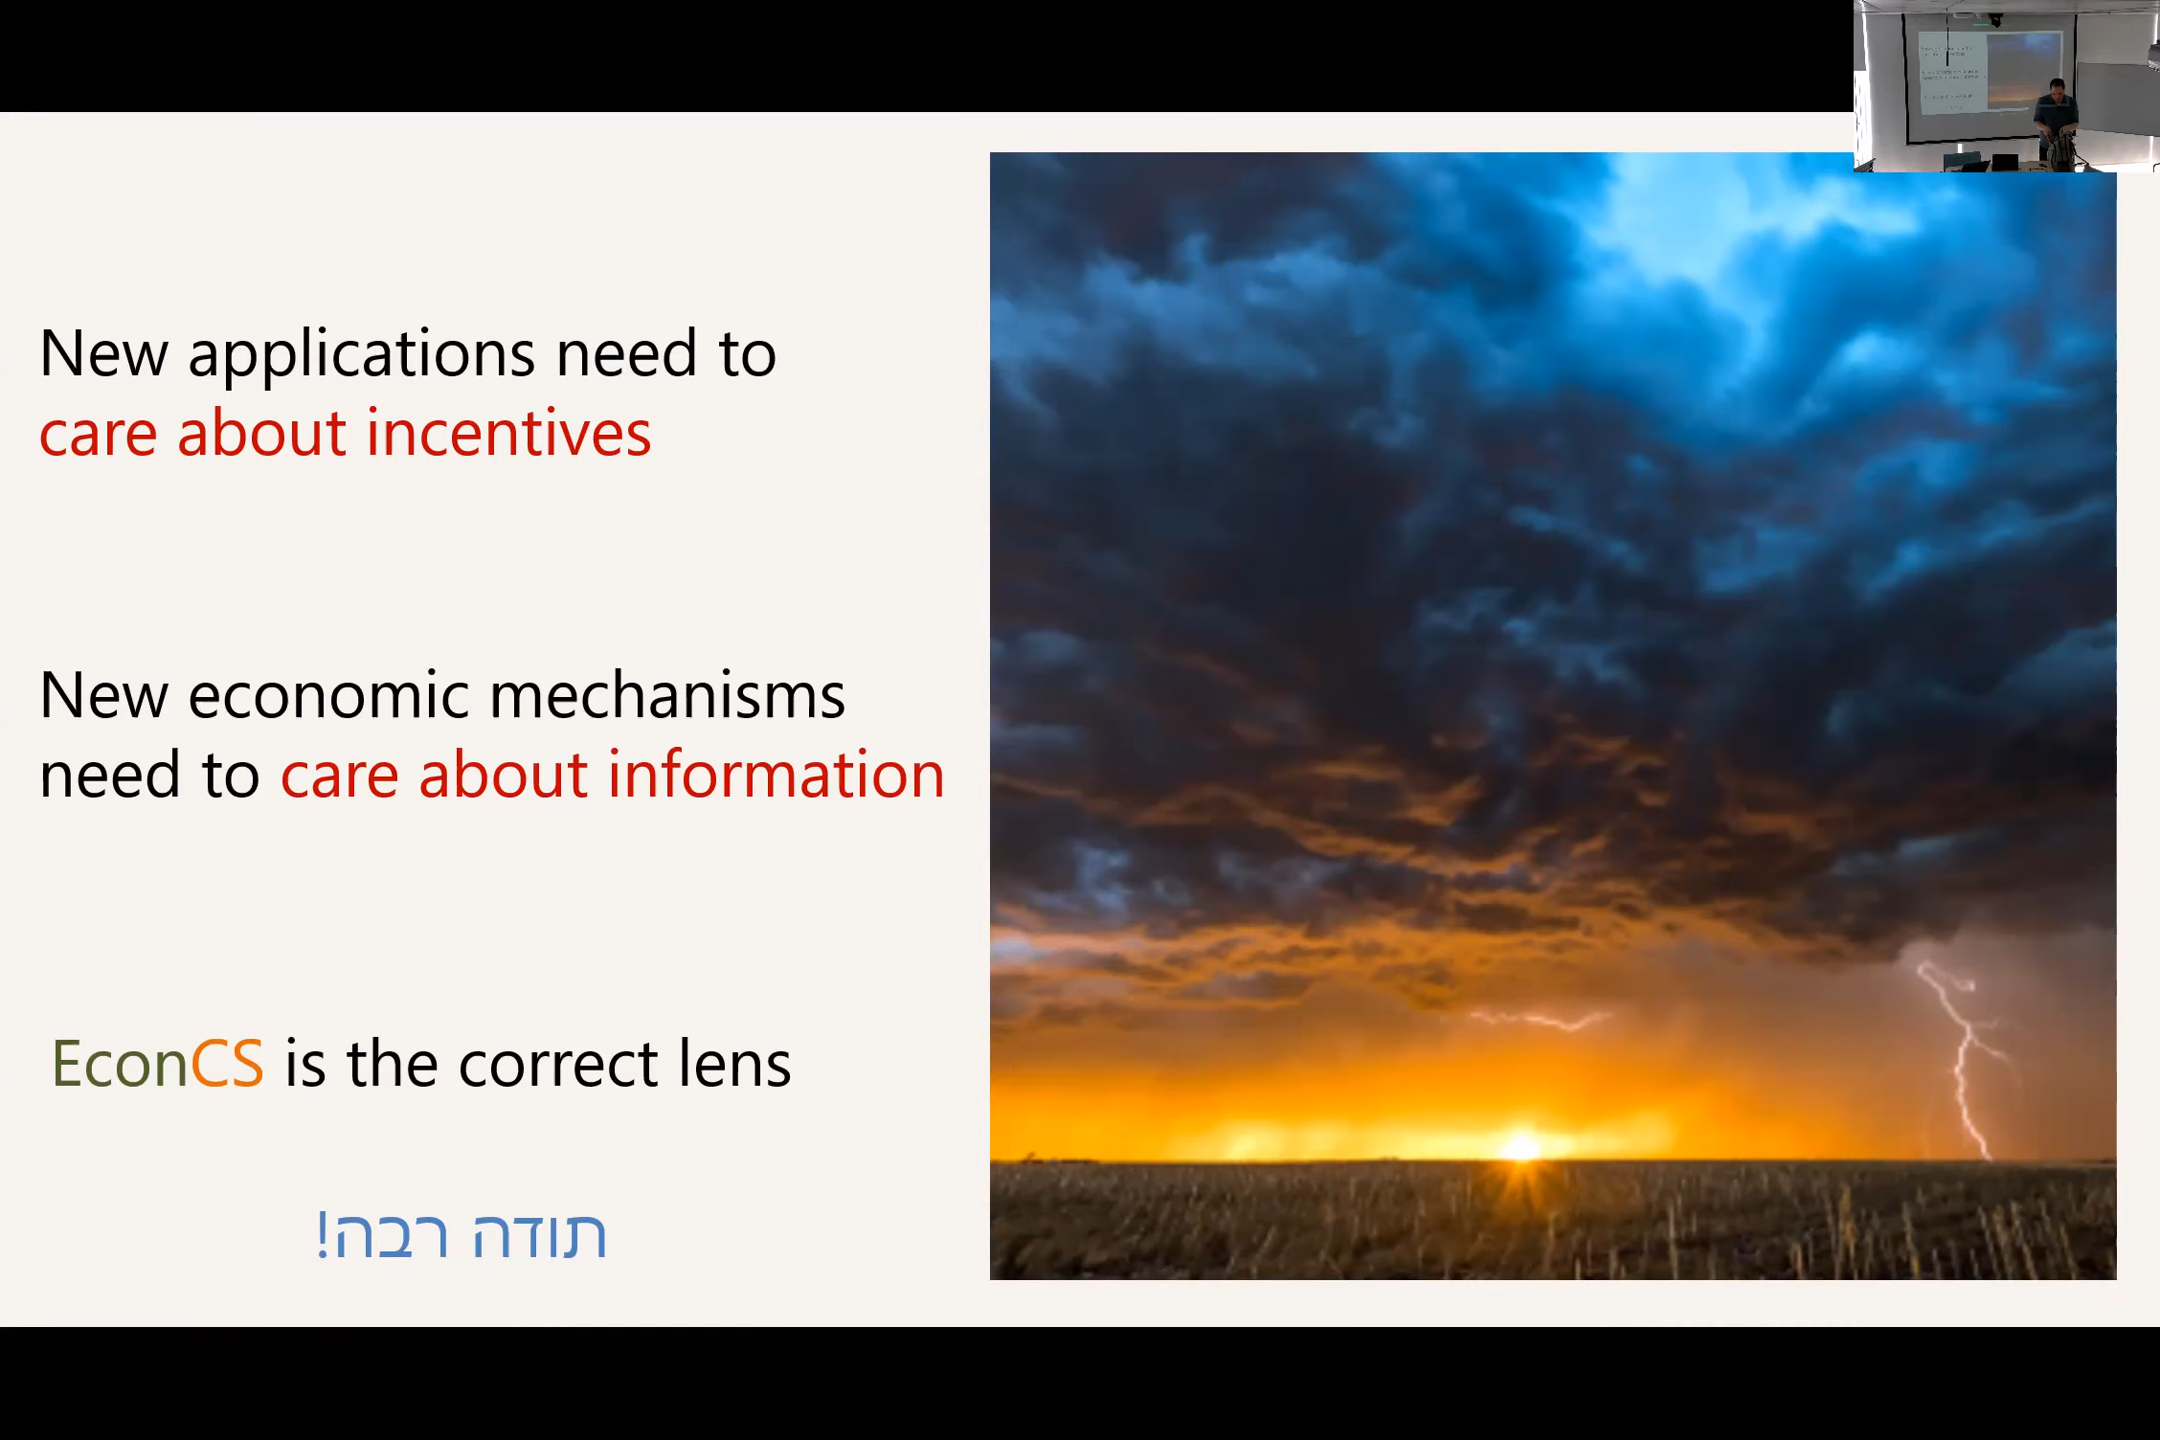 New applications need to
care about incentives
New economic mechanisms
need to care about information
EconCS is the correct lens
תודה רבה!